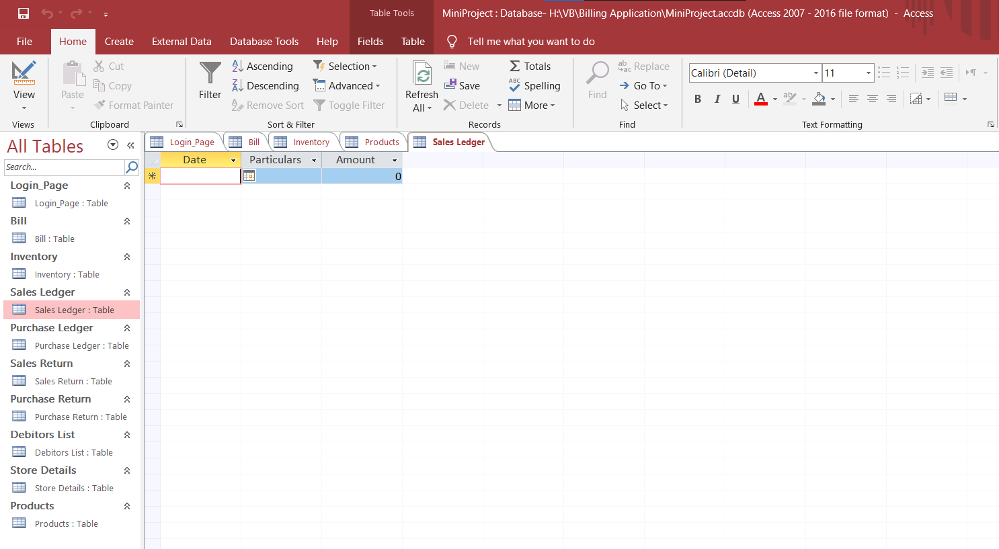 Table Tools
MiniProject : Database- H:\VB\Billing Application\MiniProject.accdb (Access 2007 - 2016 file format) - Access
File Home Create External Data Database Tools Help Fields Table Tell me what you want to do
View
Views
Paste
Cut
Copy
Format Painter
Clipboard
Filter
Ascending
Descending
Remove Sort
Selection
Advanced
Toggle Filter
Sort & Filter
Refresh
All
New
Save
Delete
Totals
Spelling
More
Records
Find
Replace
Go To
Select
Find
Calibri (Detail) 11
B I U A
Text Formatting
All Tables
Search...
Login_Page
Login_Page : Table
Bill
Bill : Table
Inventory
Inventory : Table
Sales Ledger
Sales Ledger : Table
Purchase Ledger
Purchase Ledger : Table
Sales Return
Sales Return : Table
Purchase Return
Purchase Return : Table
Debitors List
Debitors List : Table
Store Details
Store Details : Table
Products
Products : Table
Login_Page Bill Inventory Products Sales Ledger
Date Particulars Amount
0